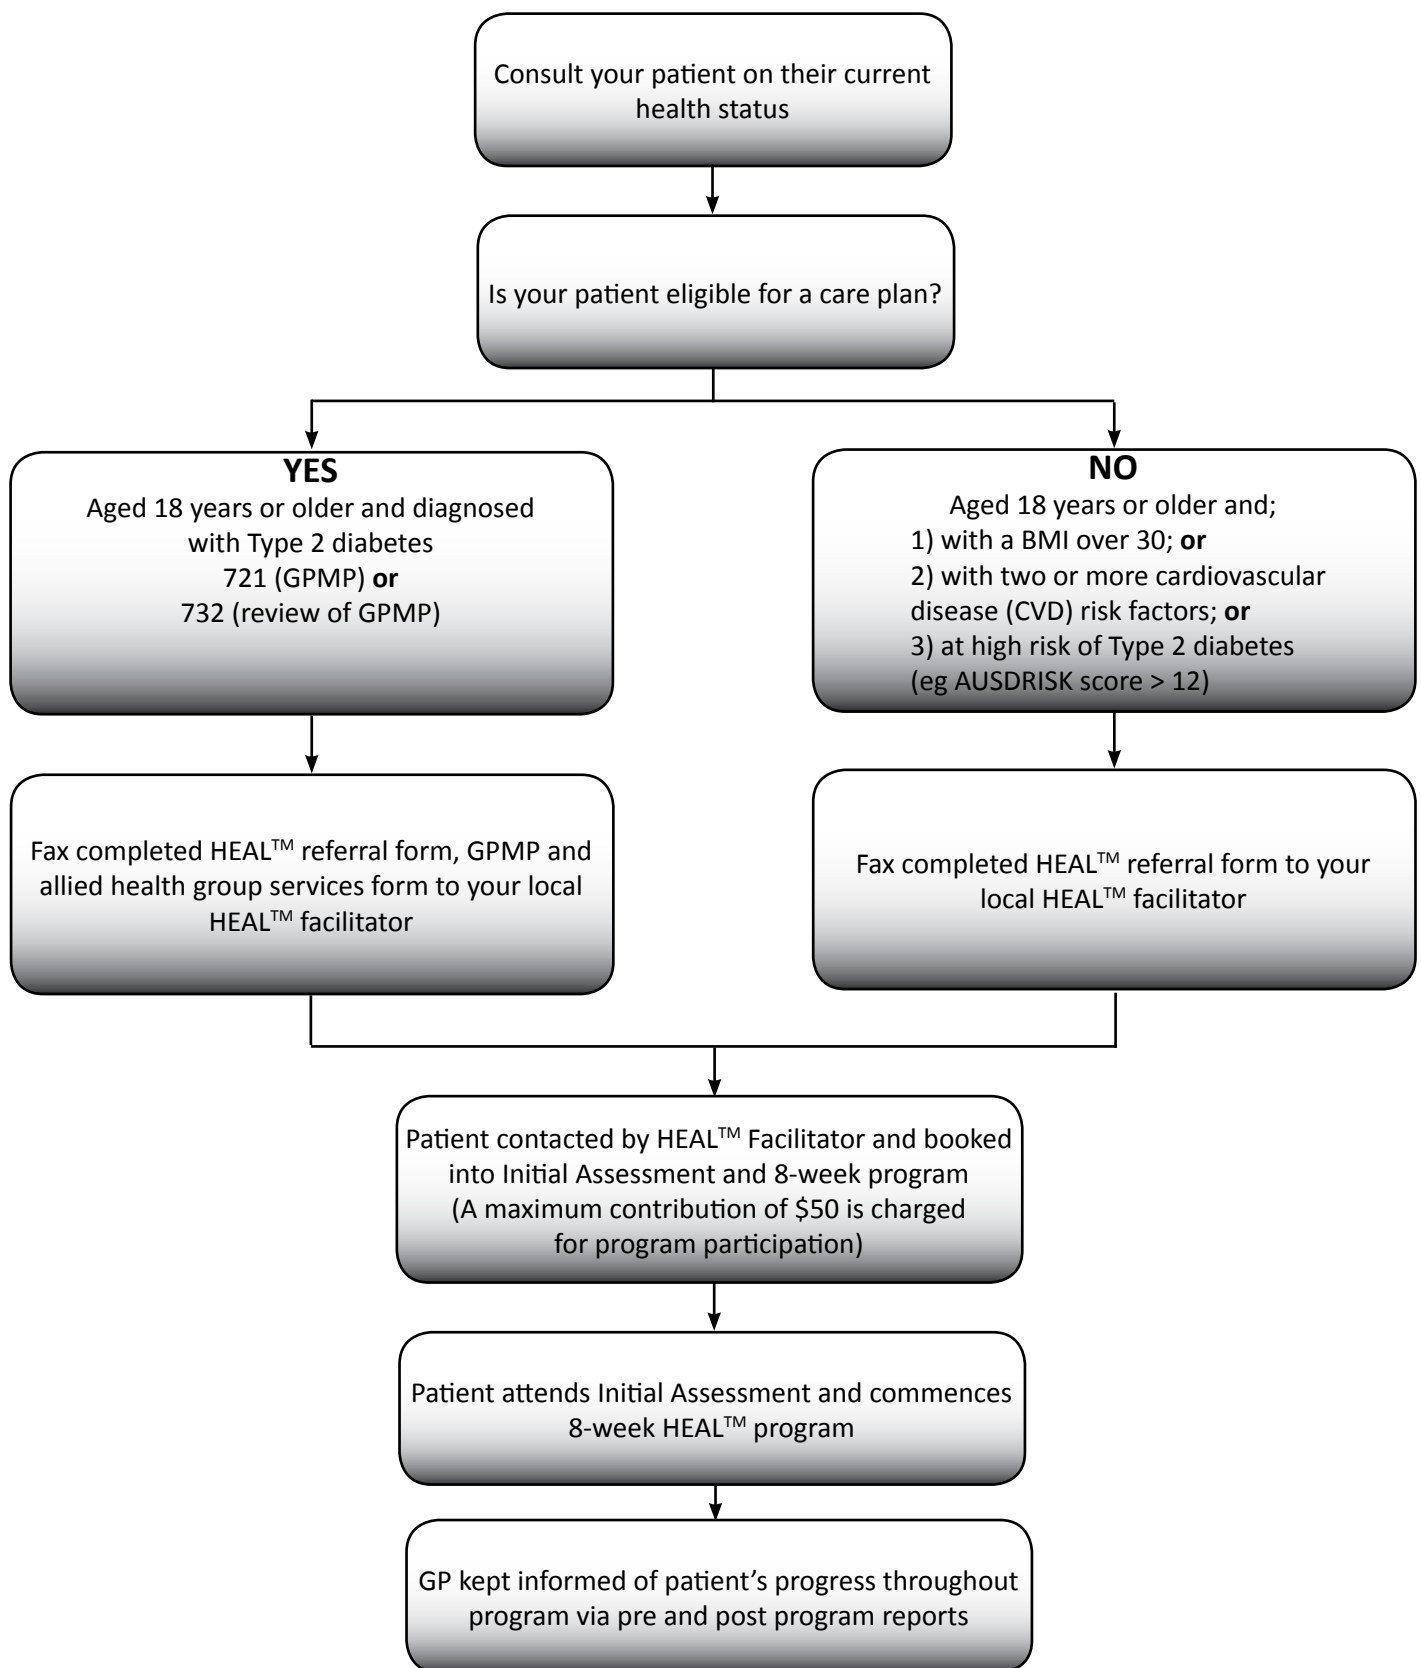 Consult your patient on their current
health status
Is your patient eligible for a care plan?
YES
Aged 18 years or older and diagnosed
with Type 2 diabetes
721 (GPMP) or
732 (review of GPMP)
NO
Aged 18 years or older and;
1) with a BMI over 30; or
2) with two or more cardiovascular
disease (CVD) risk factors; or
3) at high risk of Type 2 diabetes
(eg AUSDRISK score > 12)
Fax completed HEAL™ referral form, GPMP and
allied health group services form to your local
HEAL™ facilitator
Fax completed HEAL™ referral form to your
local HEAL™ facilitator
Patient contacted by HEAL™ Facilitator and booked
into Initial Assessment and 8-week program
(A maximum contribution of $50 is charged
for program participation)
Patient attends Initial Assessment and commences
8-week HEAL™ program
GP kept informed of patient’s progress throughout
program via pre and post program reports